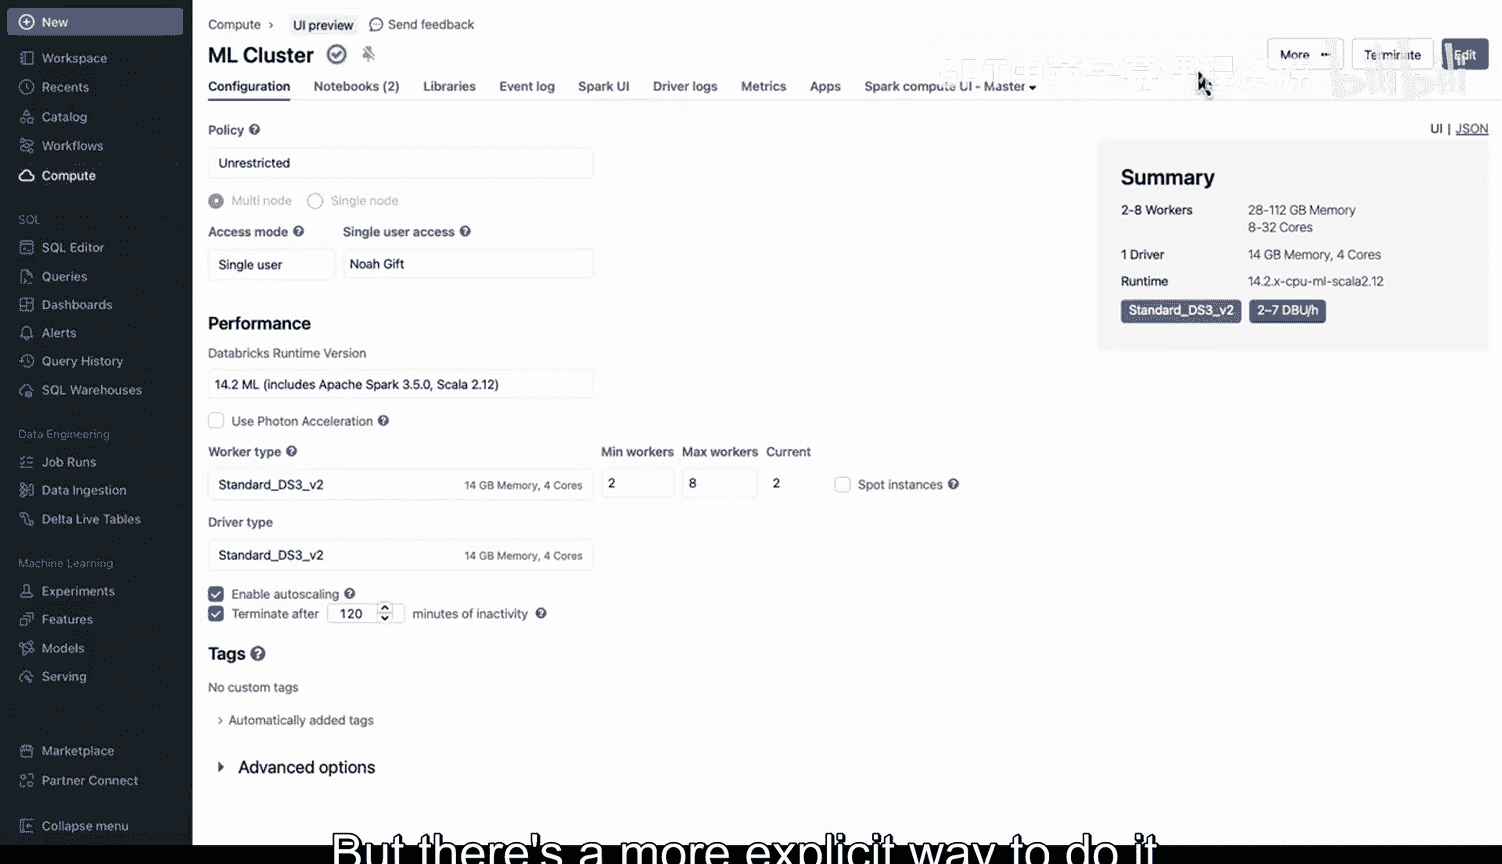 New
Workspace
Recents
Catalog
Workflows
Compute
SQL
SQL Editor
Queries
Dashboards
Alerts
Query History
SQL Warehouses
Data Engineering
Job Runs
Data Ingestion
Delta Live Tables
Machine Learning
Experiments
Features
Models
Serving
Marketplace
Partner Connect
Collapse menu
Compute › UI preview Send feedback
ML Cluster
More ··· Terminate Edit
Configuration Notebooks (2) Libraries Event log Spark UI Driver logs Metrics Apps Spark compute UI - Master
UI | JSON
Policy
Unrestricted
Multi node Single node
Access mode Single user access
Single user Noah Gift
Performance
Databricks Runtime Version
14.2 ML (includes Apache Spark 3.5.0, Scala 2.12)
Use Photon Acceleration
Worker type Min workers Max workers Current
Standard_DS3_v2 14 GB Memory, 4 Cores 2 8 2 Spot instances
Driver type
Standard_DS3_v2 14 GB Memory, 4 Cores
Enable autoscaling
Terminate after 120 minutes of inactivity
Tags
No custom tags
Automatically added tags
Advanced options
Summary
2-8 Workers 28-112 GB Memory
8-32 Cores
1 Driver 14 GB Memory, 4 Cores
Runtime 14.2.x-cpu-ml-scala2.12
Standard_DS3_v2 2–7 DBU/h
bilibili
But there's a more explicit way to do it